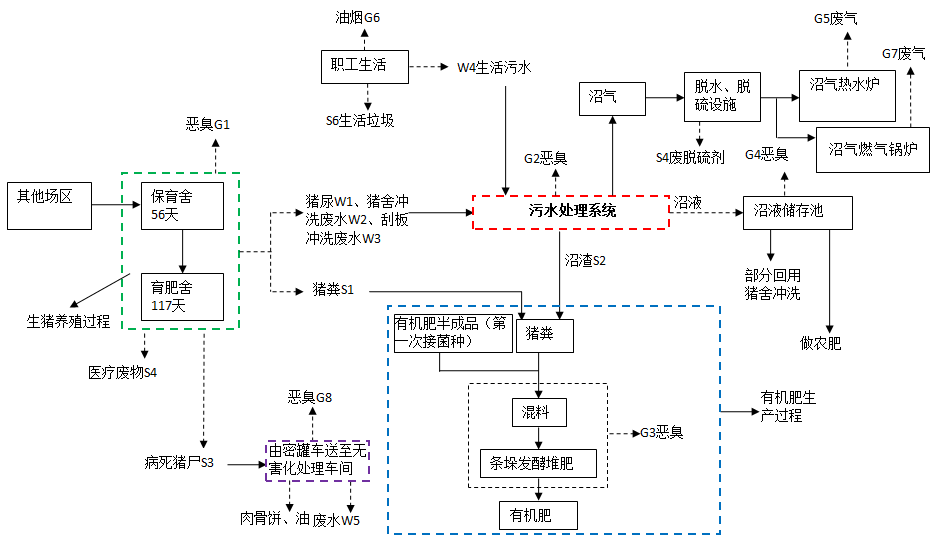 油烟G6
职工生活
W4生活污水
S6生活垃圾
G5废气
G7废气
沼气
脱水、脱
硫设施
沼气热水炉
沼气燃气锅炉
S4废脱硫剂
G4恶臭
恶臭G1
G2恶臭
其他场区
保育舍
56天
猪尿W1、猪舍冲
洗废水W2、刮板
冲洗废水W3
污水处理系统
沼液
沼液储存池
沼渣S2
部分回用
猪舍冲洗
育肥舍
117天
猪粪S1
生猪养殖过程
有机肥半成品（第
一次接菌种）
猪粪
做农肥
医疗废物S4
恶臭G8
混料
有机肥生
产过程
G3恶臭
病死猪尸S3
由密罐车送至无
害化处理车间
条垛发酵堆肥
肉骨饼、油
废水W5
有机肥